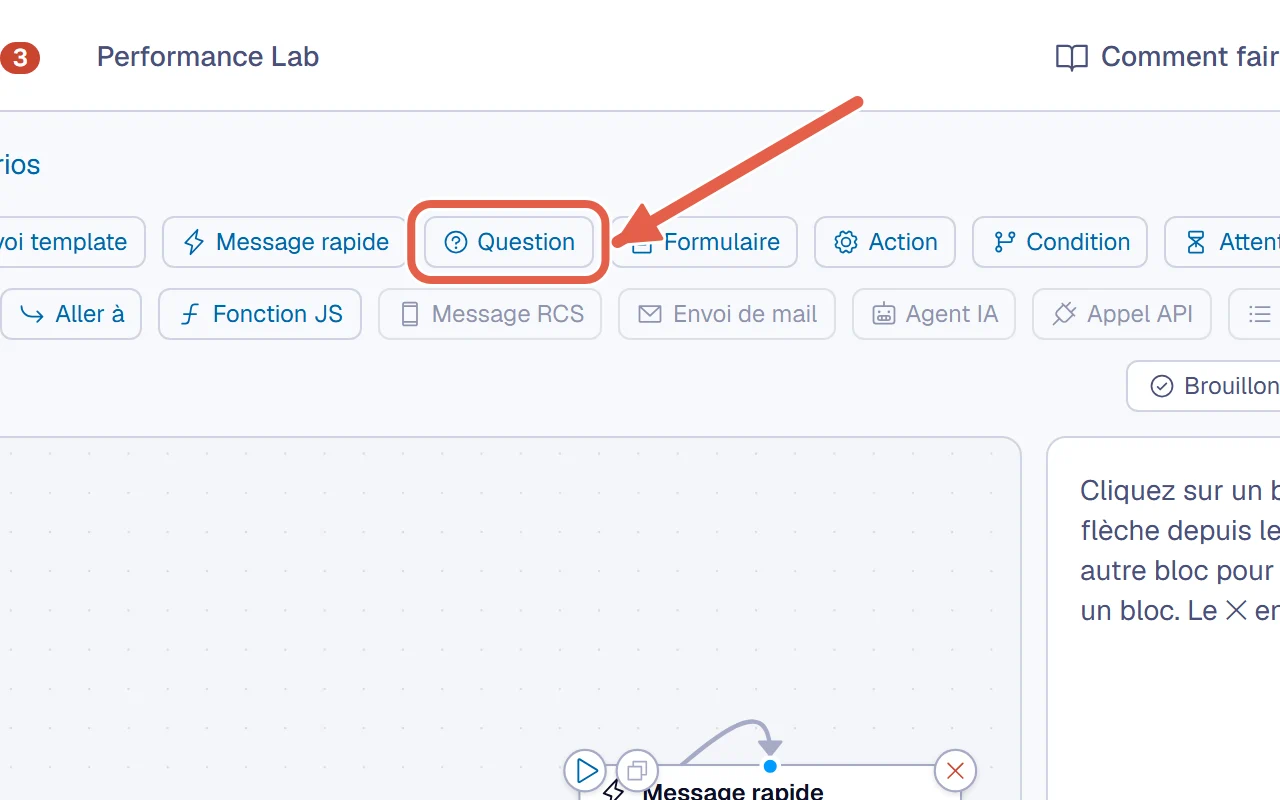 3 Performance Lab Comment fair
rios
voi template Message rapide Question Formulaire Action Condition Attent
Aller à Fonction JS Message RCS Envoi de mail Agent IA Appel API
Brouillon
Cliquez sur un b
flèche depuis le
autre bloc pour
un bloc. Le × en
Message rapide